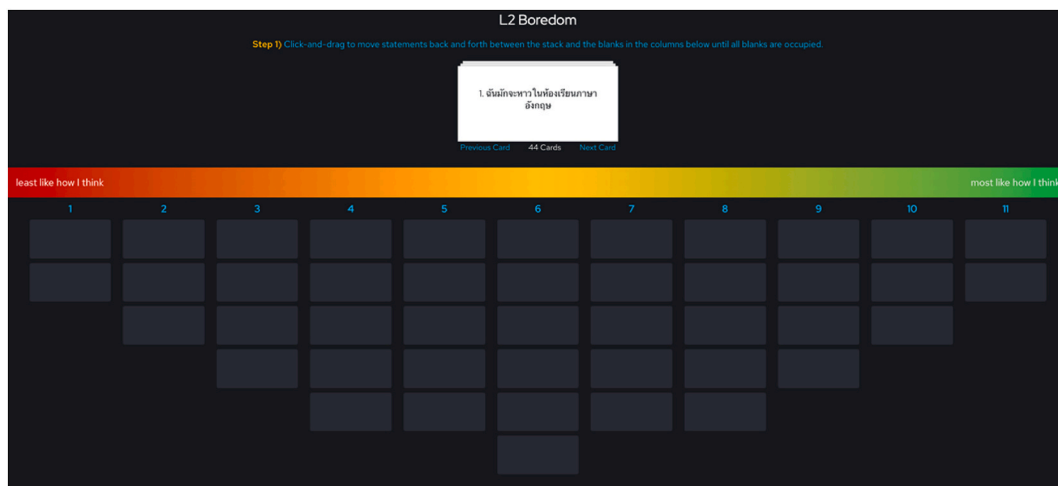 L2 Boredom
Step 1) Click-and-drag to move statements back and forth between the stack and the blanks in the columns below until all blanks are occupied.
1. ฉันมักจะหาวในห้องเรียนภาษา
อังกฤษ
Previous Card 44 Cards Next Card
least like how I think most like how I think
1 2 3 4 5 6 7 8 9 10 11